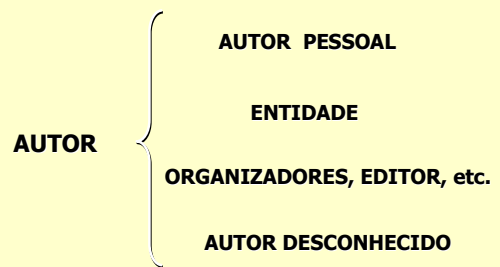 AUTOR PESSOAL
ENTIDADE
AUTOR
ORGANIZADORES, EDITOR, etc.
AUTOR DESCONHECIDO